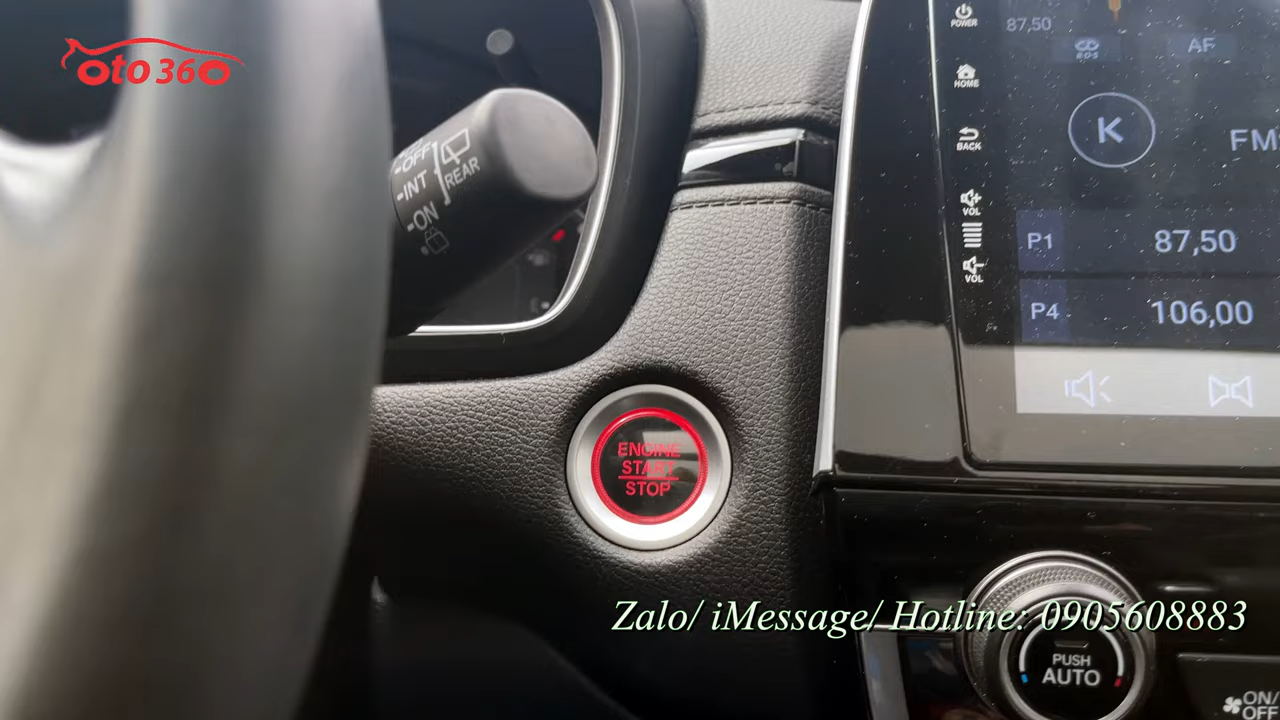 oto360
OFF
INT
ON
REAR
ENGINE
START
STOP
POWER
HOME
BACK
VOL
VOL
87,50
AF
K
P1
87,50
P4
106,00
Zalo/ iMessage/ Hotline: 0905608883
PUSH
AUTO
ON/
OFF